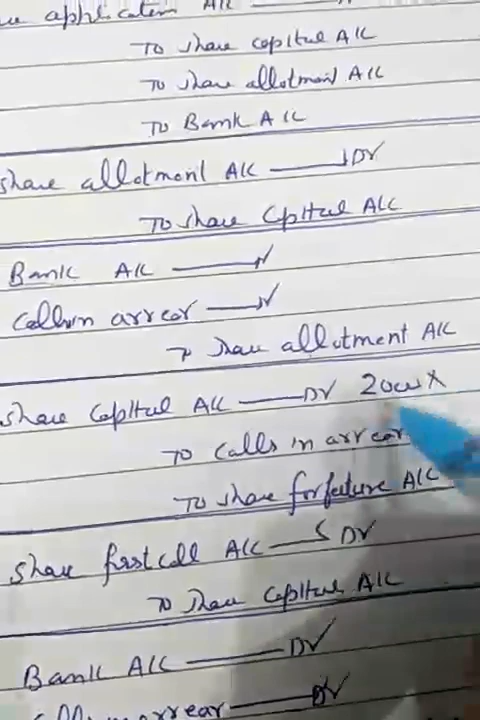 application A/C
To share capital A/C
To share allotment A/C
To Bank A/C
share allotment A/C —— Dr
To share Capital A/C
Bank A/C ——
Calls in arrear ——
To share allotment A/C
share Capital A/C —— Dr
To Calls in arrear
To share forfeiture A/C
share first call A/C —— Dr
To share Capital A/C
Bank A/C —— Dr
arrear —— Dr